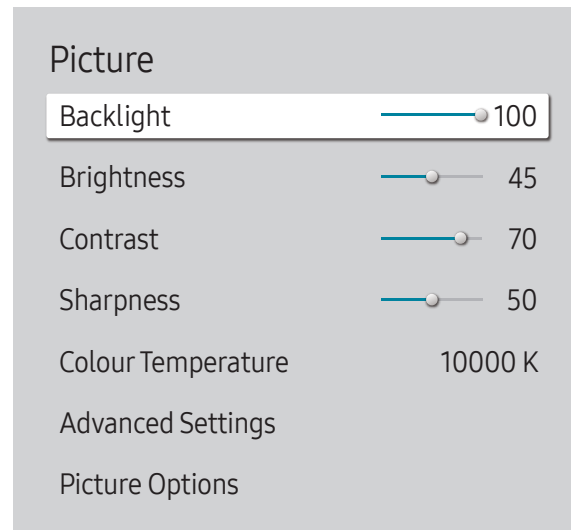 Picture
Backlight 100
Brightness 45
Contrast 70
Sharpness 50
Colour Temperature 10000 K
Advanced Settings
Picture Options